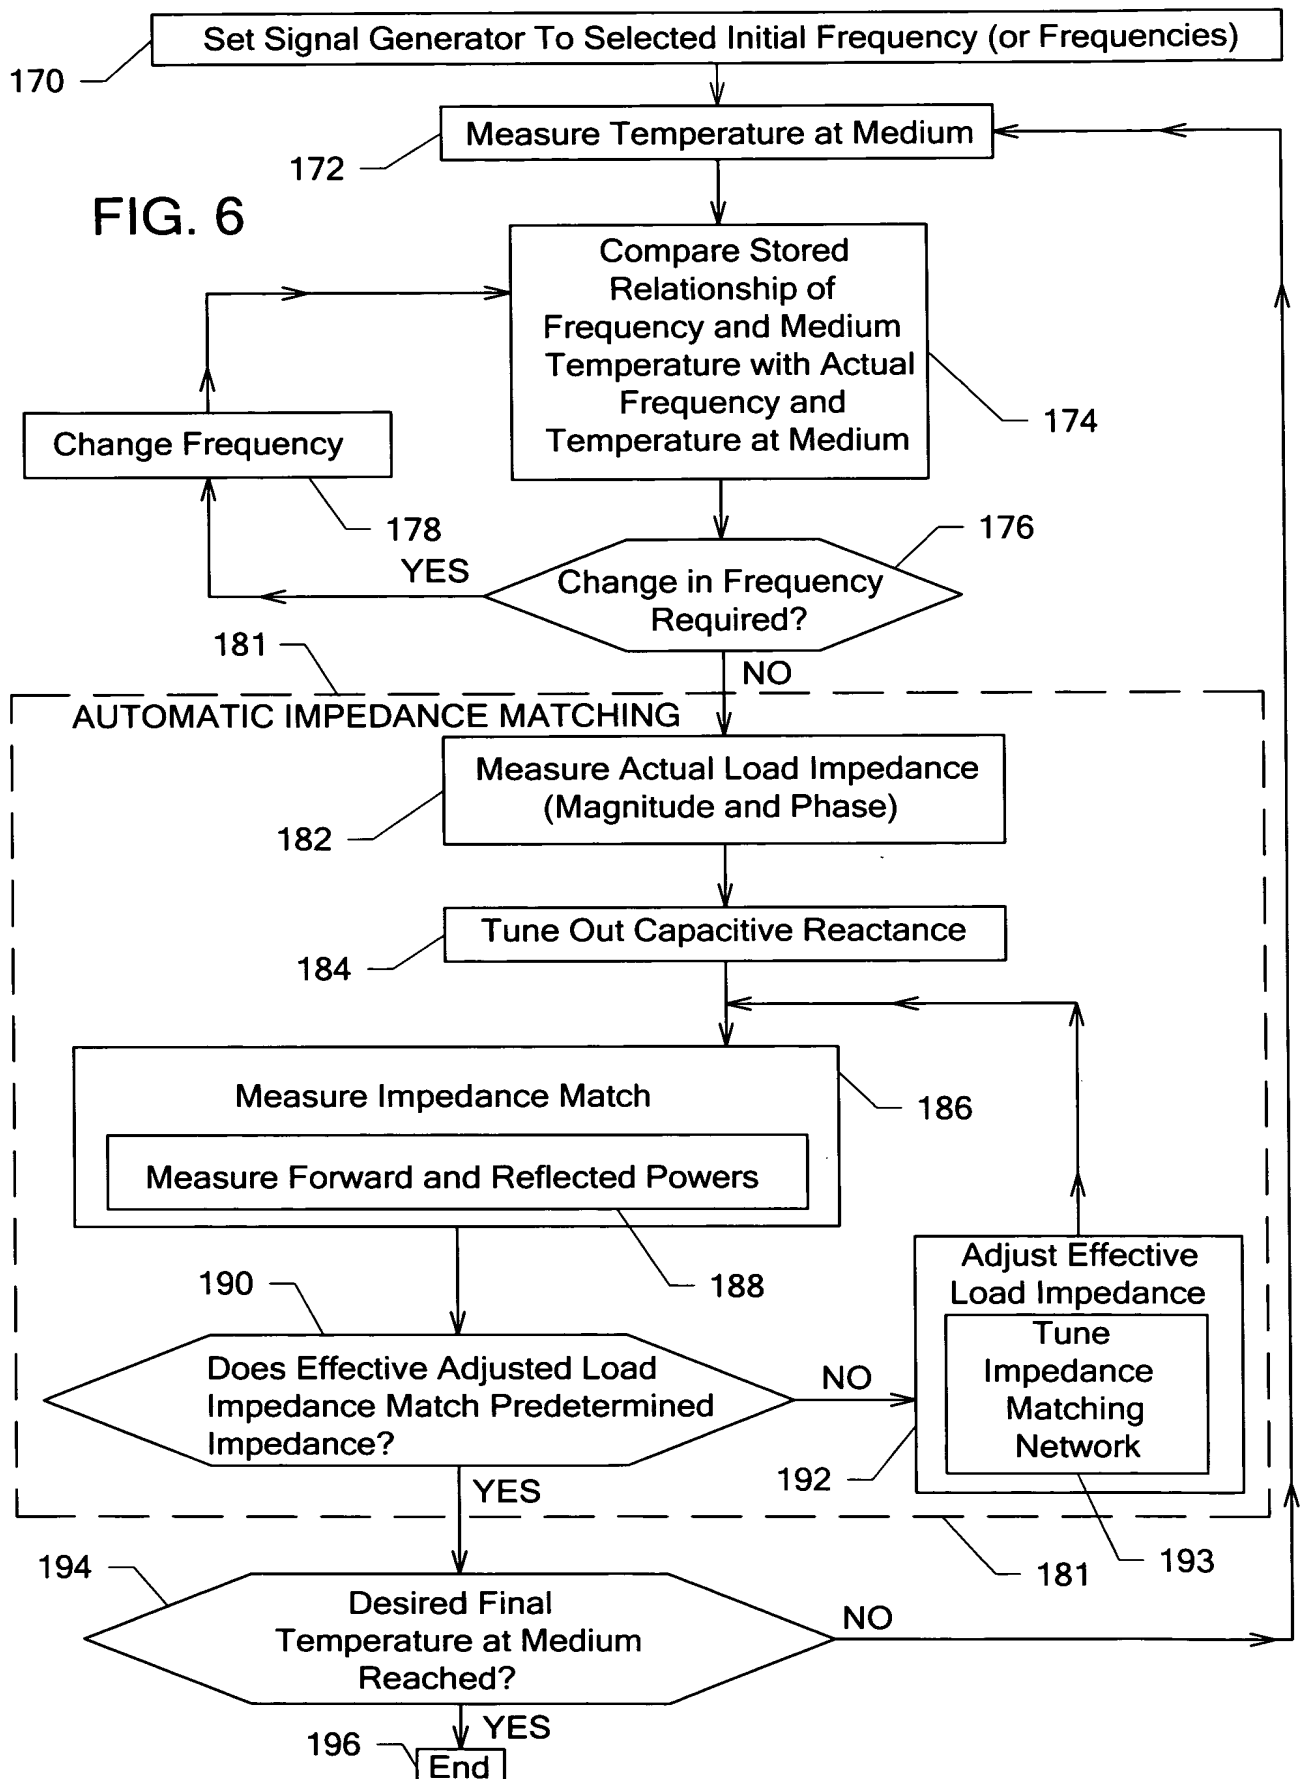 Set Signal Generator To Selected Initial Frequency (or Frequencies)
170
Measure Temperature at Medium
172
FIG. 6
Compare Stored
Relationship of
Frequency and Medium
Temperature with Actual
Frequency and
Temperature at Medium
174
Change Frequency
178
176
YES
Change in Frequency
Required?
181
NO
AUTOMATIC IMPEDANCE MATCHING
Measure Actual Load Impedance
(Magnitude and Phase)
182
Tune Out Capacitive Reactance
184
Measure Impedance Match
186
Measure Forward and Reflected Powers
188
190
Adjust Effective
Load Impedance
Tune
Impedance
Matching
Network
Does Effective Adjusted Load
Impedance Match Predetermined
Impedance?
NO
192
YES
193
181
194
Desired Final
Temperature at Medium
Reached?
NO
YES
196
End